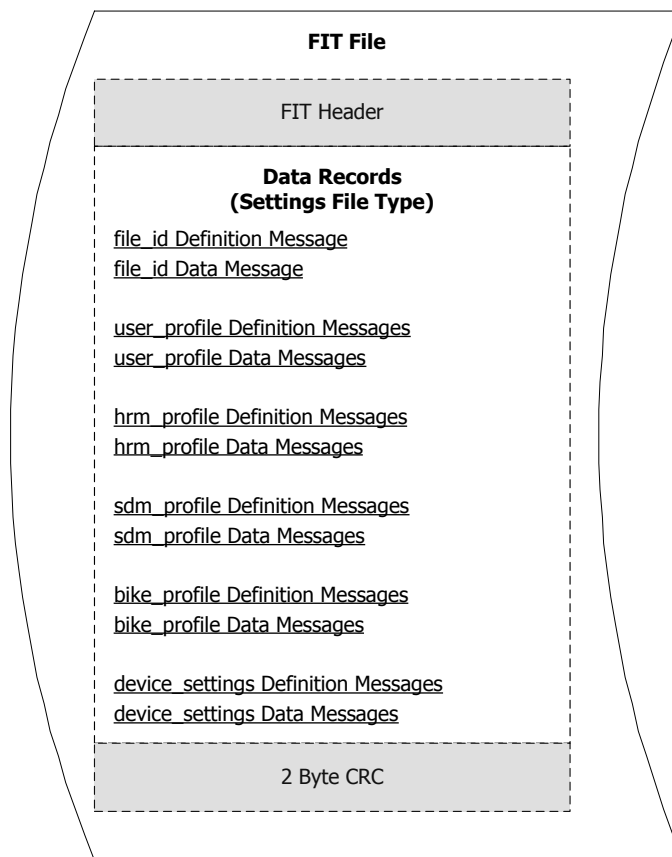 FIT File
FIT Header
Data Records
(Settings File Type)
file_id Definition Message
file_id Data Message
user_profile Definition Messages
user_profile Data Messages
hrm_profile Definition Messages
hrm_profile Data Messages
sdm_profile Definition Messages
sdm_profile Data Messages
bike_profile Definition Messages
bike_profile Data Messages
device_settings Definition Messages
device_settings Data Messages
2 Byte CRC